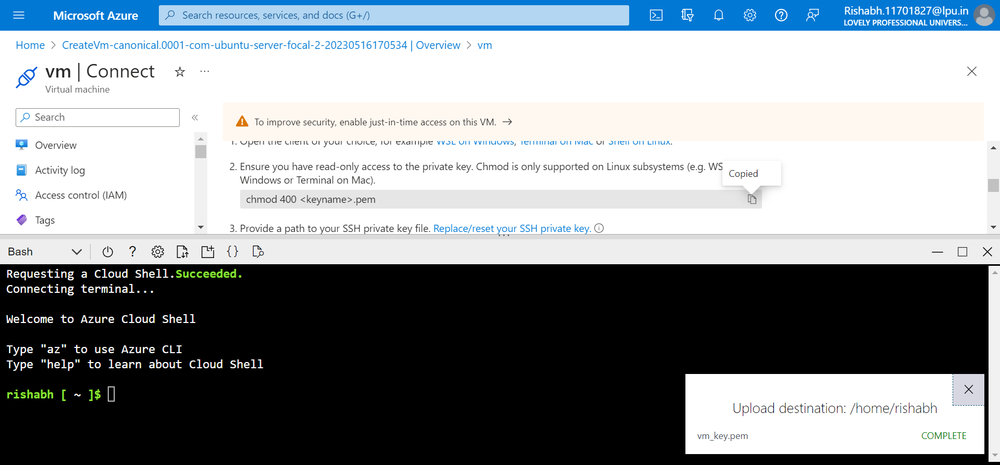 Microsoft Azure
Search resources, services, and docs (G+/)
Rishabh.11701827@lpu.in
LOVELY PROFESSIONAL UNIVERS...
Home > CreateVm-canonical.0001-com-ubuntu-server-focal-2-20230516170534 | Overview > vm
vm | Connect
...
Virtual machine
Search
«
Overview
Activity log
Access control (IAM)
Tags
To improve security, enable just-in-time access on this VM. →
1. Open the client of your choice, for example WSL on Windows, Terminal on Mac or Shell on Linux.
2. Ensure you have read-only access to the private key. Chmod is only supported on Linux subsystems (e.g. WS
Windows or Terminal on Mac).
Copied
chmod 400 <keyname>.pem
3. Provide a path to your SSH private key file. Replace/reset your SSH private key.
Bash
?
{}
Requesting a Cloud Shell.Succeeded.
Connecting terminal...
Welcome to Azure Cloud Shell
Type "az" to use Azure CLI
Type "help" to learn about Cloud Shell
rishabh [ ~ ]$
Upload destination: /home/rishabh
vm_key.pem COMPLETE